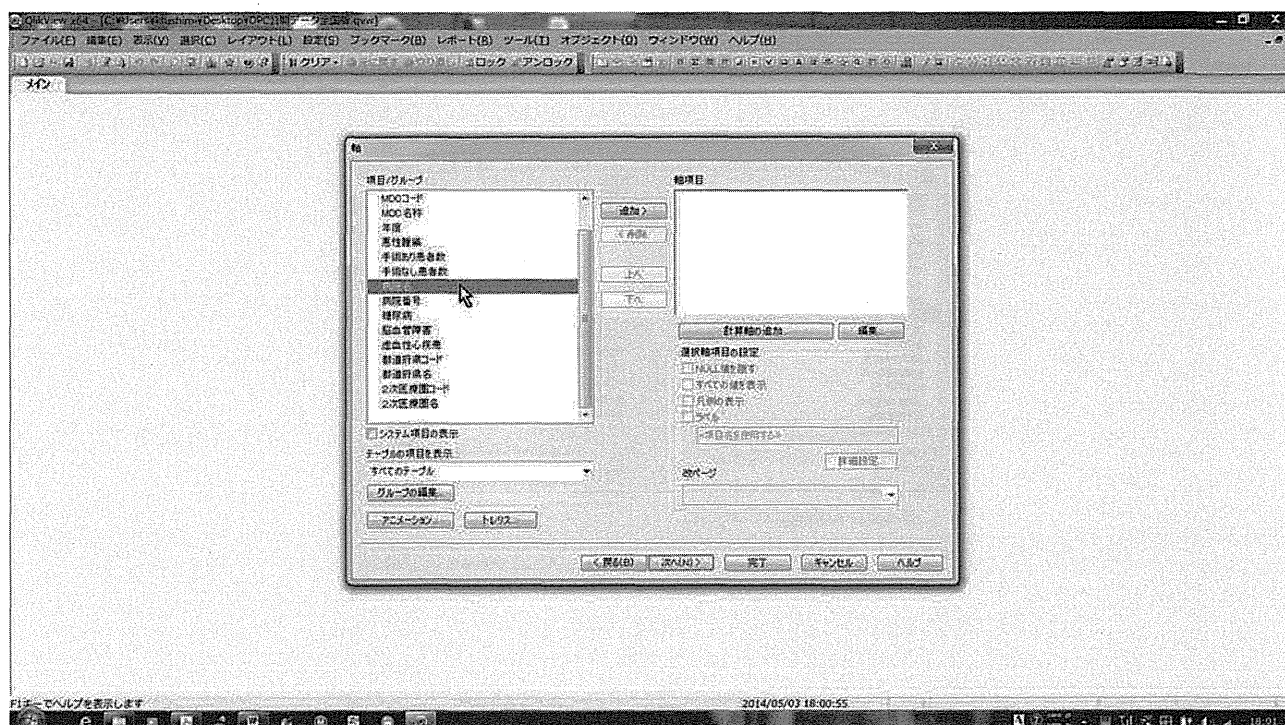 ファイル(F) 編集(E) 表示(V) 選択(C) レイアウト(L) 設定(S) ブックマーク(B) レポート(R) ツール(T) オブジェクト(O) ウィンドウ(W) ヘルプ(H)
クリア ロック アンロック
メイン
軸
項目/グループ
MDCコード
MDC名称
年度
悪性腫瘍
手術あり患者数
手術なし患者数
病院番号
糖尿病
脳血管障害
虚血性心疾患
都道府県コード
都道府県名
2次医療圏コード
2次医療圏名
システム項目の表示
テーブルの項目を表示
すべてのテーブル
グループの編集...
アニメーション... トレリス...
追加 >
< 削除
上へ
下へ
軸項目
計算軸の追加... 編集...
選択軸項目の設定
NULL値を隠す
すべての値を表示
凡例の表示
ラベル
<項目名を使用する>
詳細設定...
改ページ
< 戻る(B) 次へ(N) > 完了 キャンセル ヘルプ
F1キーでヘルプを表示します 2014/05/03 18:00:55